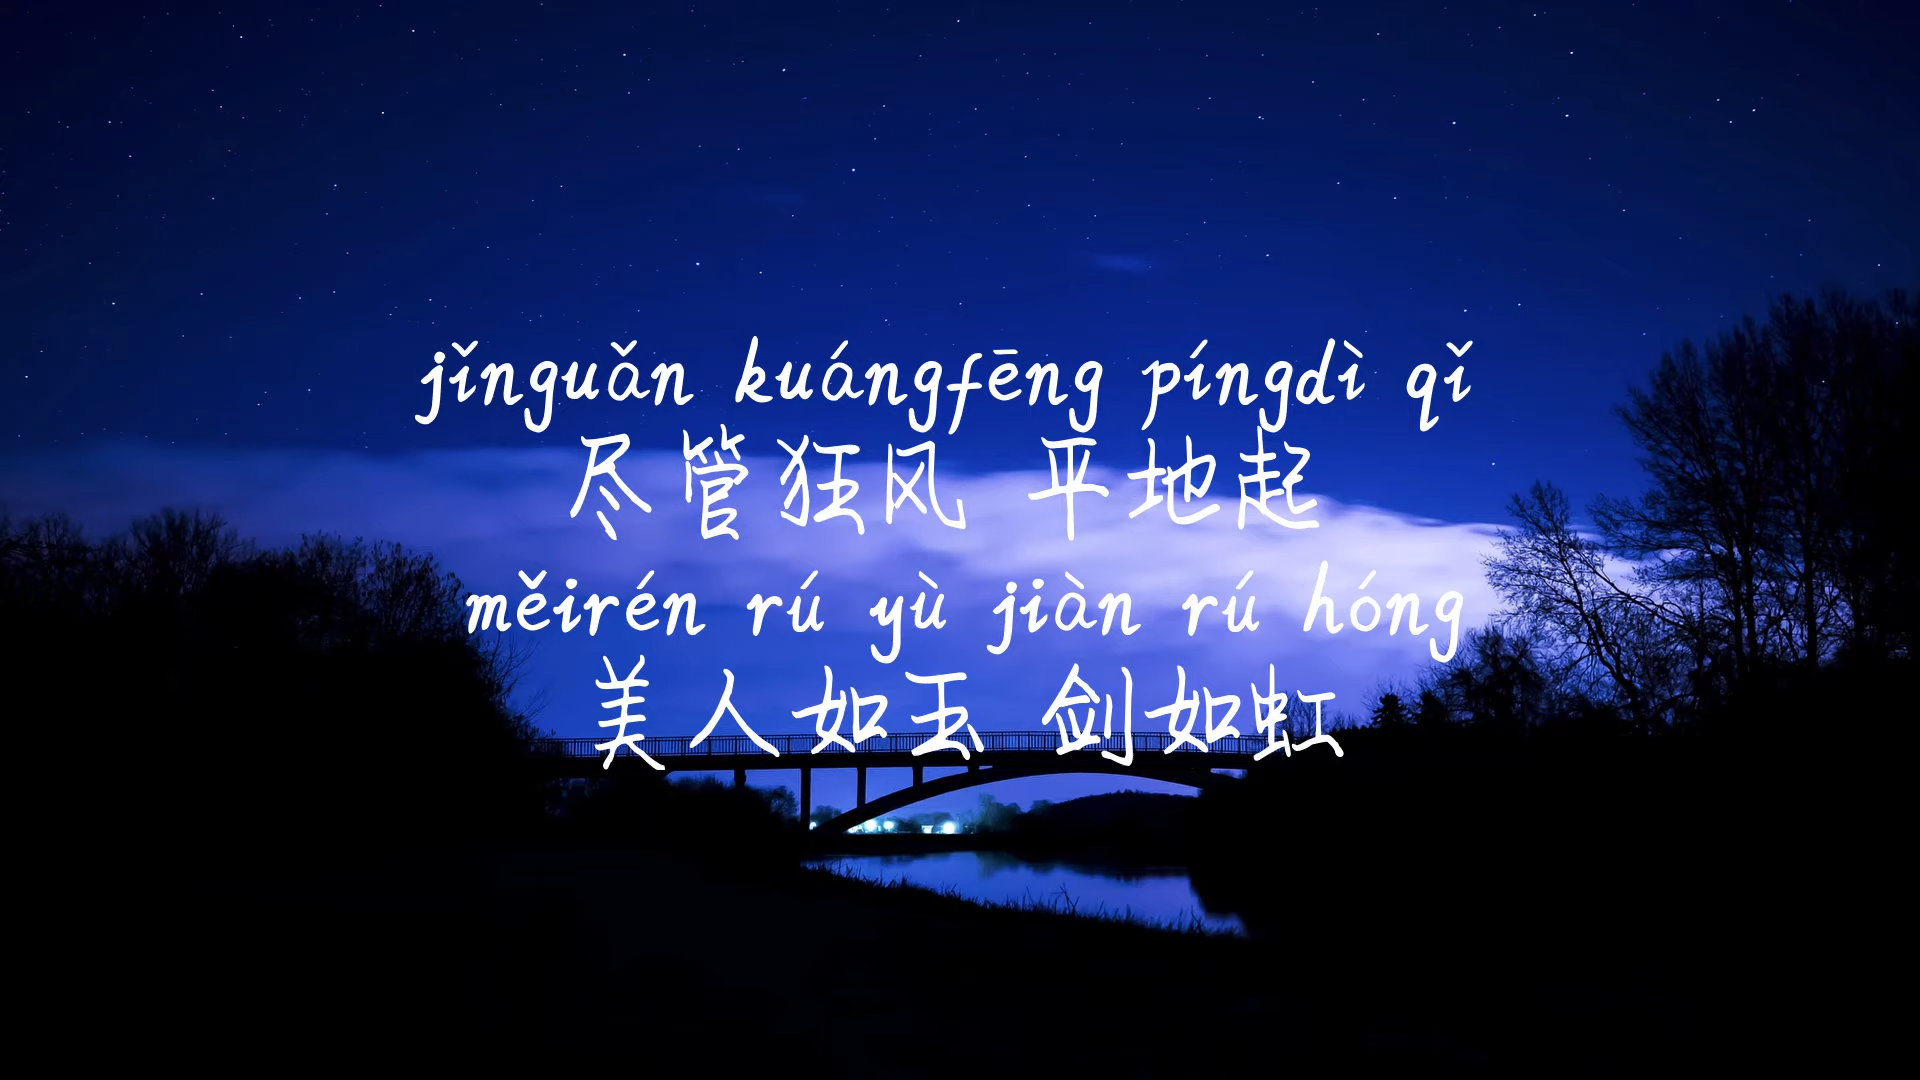 jǐnguǎn kuángfēng píngdì qǐ
尽管狂风 平地起
měirén rú yù jiàn rú hóng
美人如玉 剑如虹